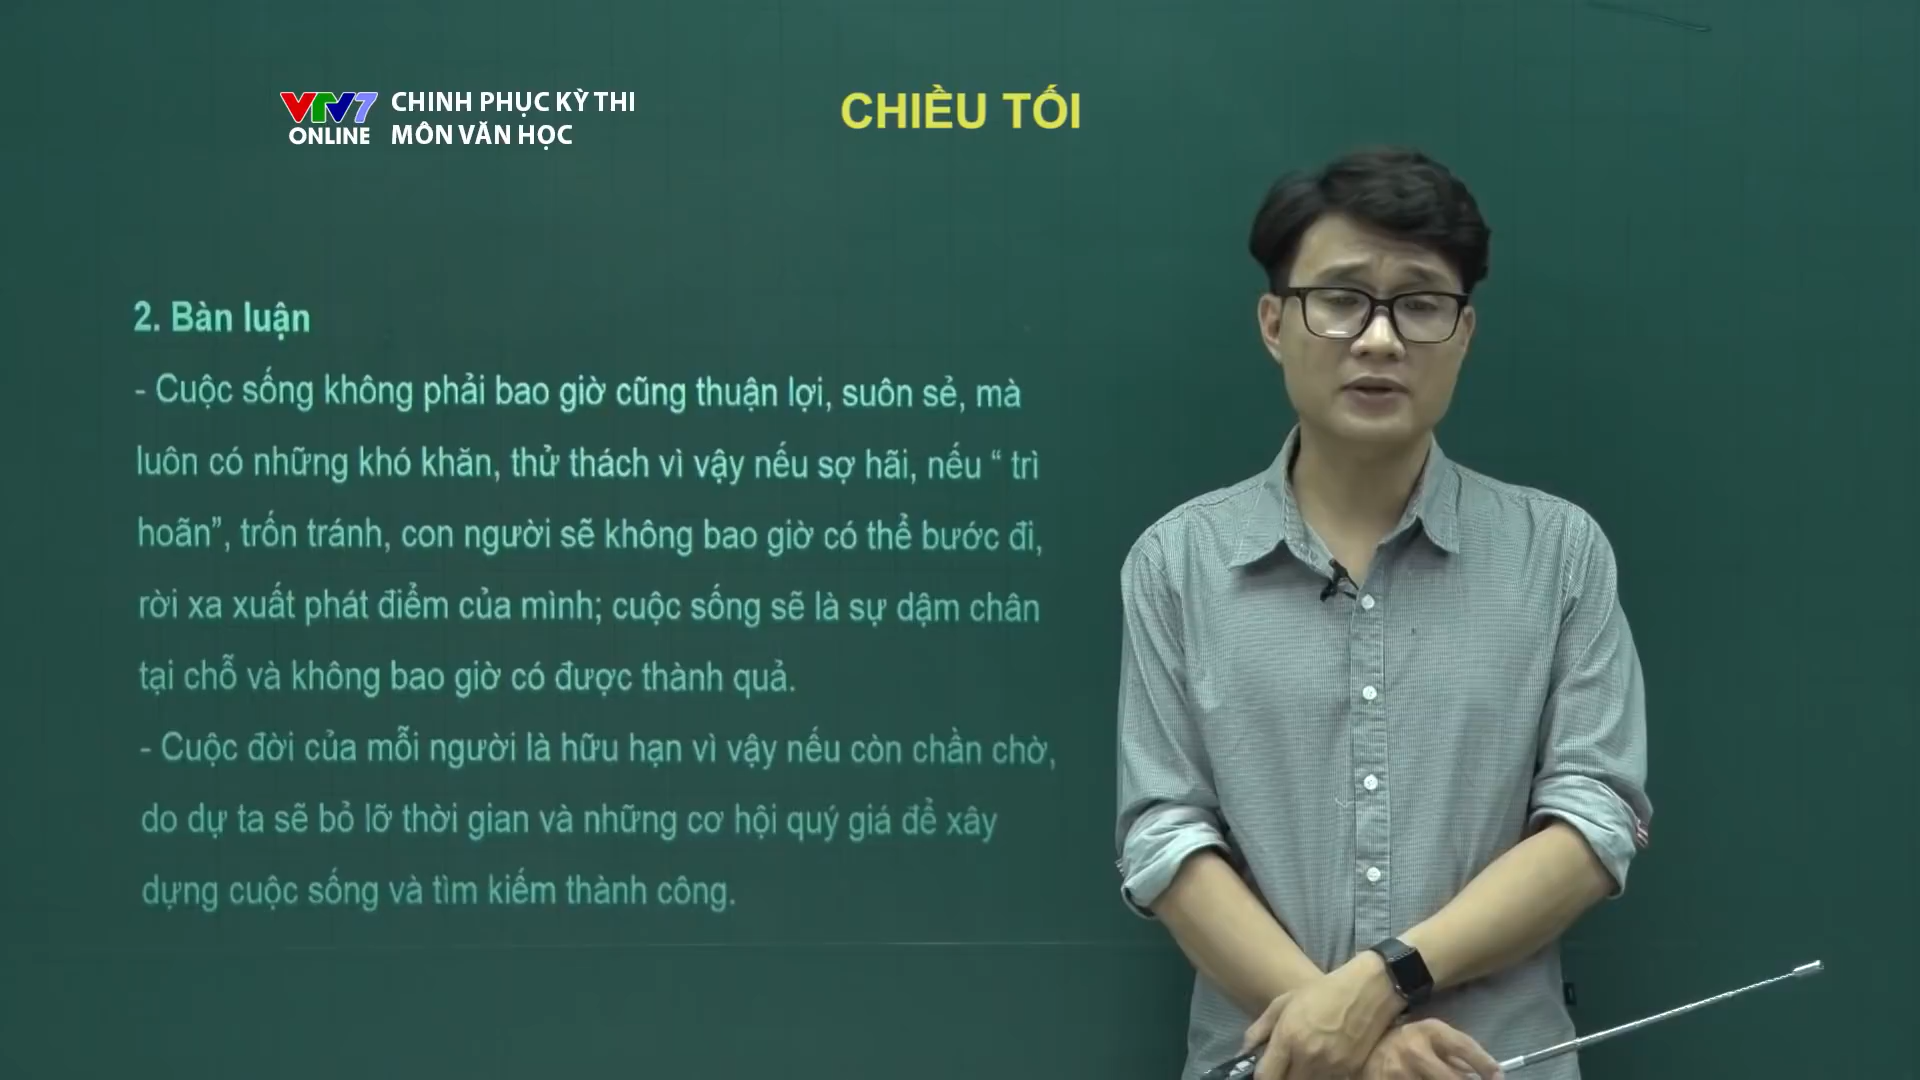 VTV7
ONLINE
CHINH PHỤC KỲ THI
MÔN VĂN HỌC
CHIỀU TỐI
2. Bàn luận
- Cuộc sống không phải bao giờ cũng thuận lợi, suôn sẻ, mà
luôn có những khó khăn, thử thách vì vậy nếu sợ hãi, nếu “ trì
hoãn”, trốn tránh, con người sẽ không bao giờ có thể bước đi,
rời xa xuất phát điểm của mình; cuộc sống sẽ là sự dậm chân
tại chỗ và không bao giờ có được thành quả.
- Cuộc đời của mỗi người là hữu hạn vì vậy nếu còn chần chờ,
do dự ta sẽ bỏ lỡ thời gian và những cơ hội quý giá để xây
dựng cuộc sống và tìm kiếm thành công.